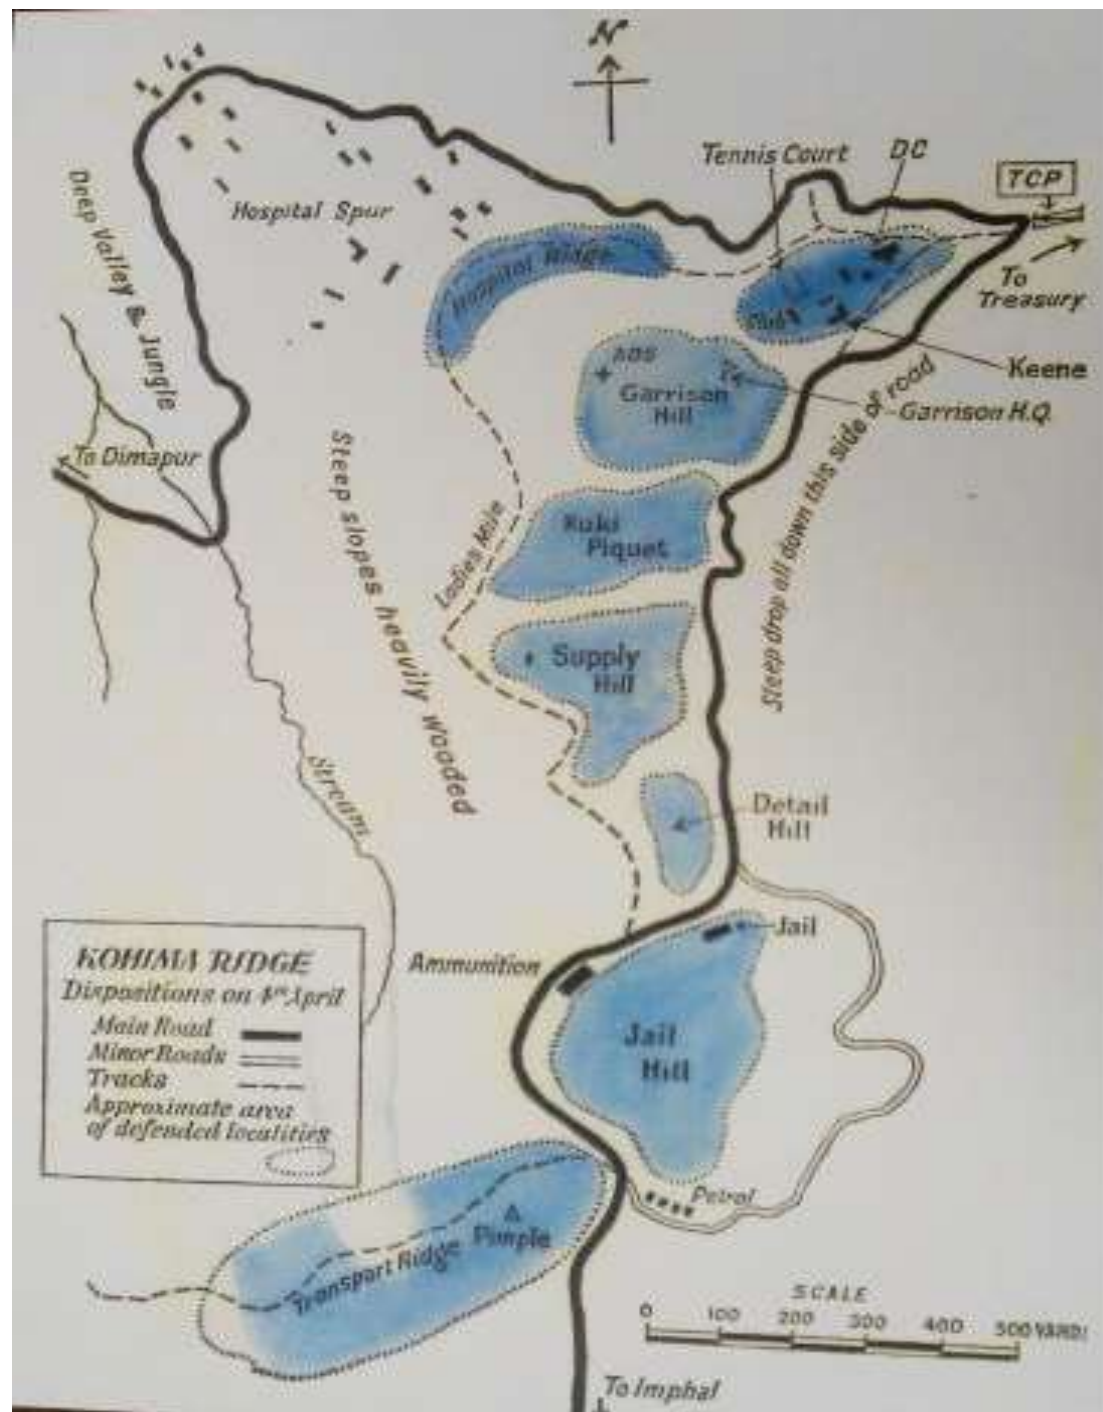 N
Tennis Court
DC
TCP
To
Treasury
Hospital Spur
Hospital Ridge
Deep Valley & Jungle
Club
Keene
ADS
Garrison
Hill
Garrison H.Q.
To Dimapur
Steep slopes heavily wooded
Ladies Mile
Kuki
Piquet
Steep drop all down this side of road
Supply
Hill
Stream
Detail
Hill
Jail
Ammunition
Jail
Hill
KOHIMA RIDGE
Dispositions on 4th April
Main Road
Minor Roads
Tracks
Approximate area
of defended localities
Petrol
Pimple
Transport Ridge
SCALE
0 100 200 300 400 500 YARDS
To Imphal